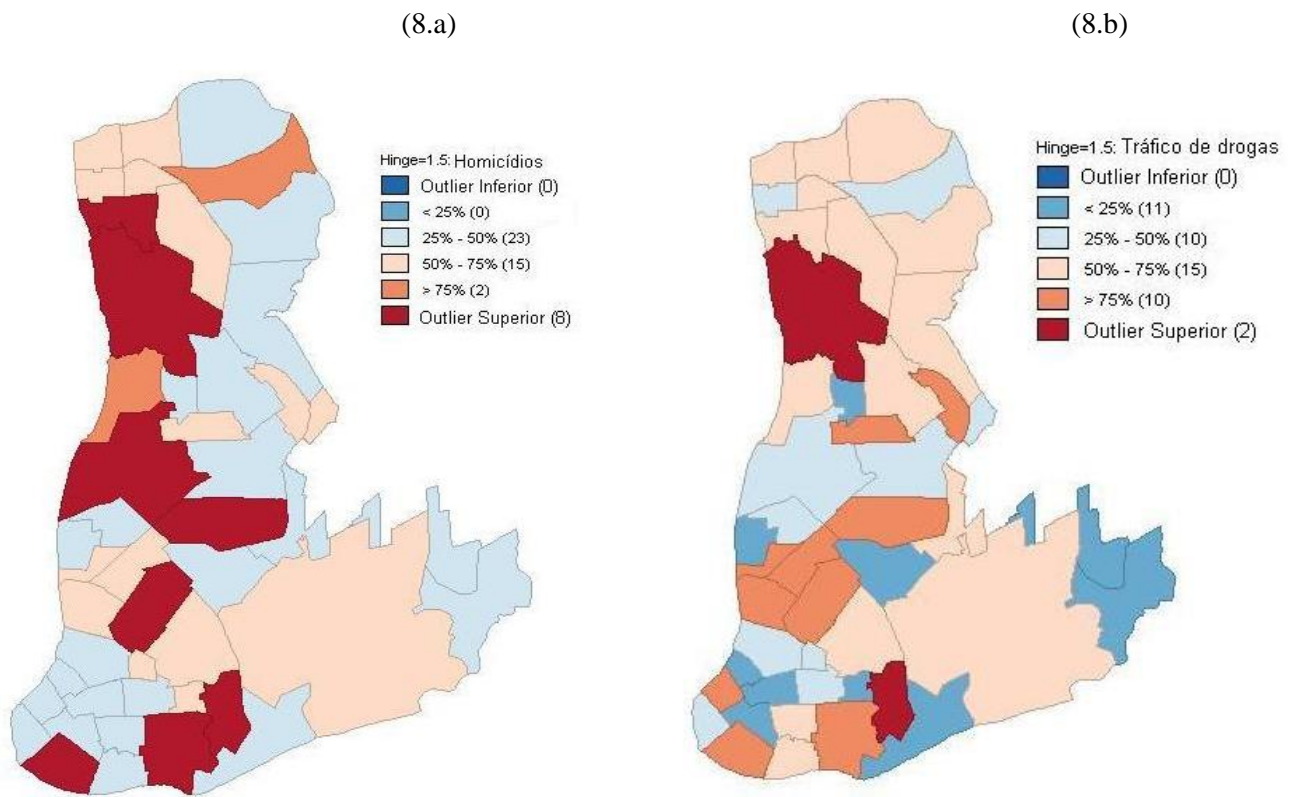 (8.a)
(8.b)
Hinge=1.5: Homicídios
Outlier Inferior (0)
< 25% (0)
25% - 50% (23)
50% - 75% (15)
> 75% (2)
Outlier Superior (8)
Hinge=1.5: Tráfico de drogas
Outlier Inferior (0)
< 25% (11)
25% - 50% (10)
50% - 75% (15)
> 75% (10)
Outlier Superior (2)